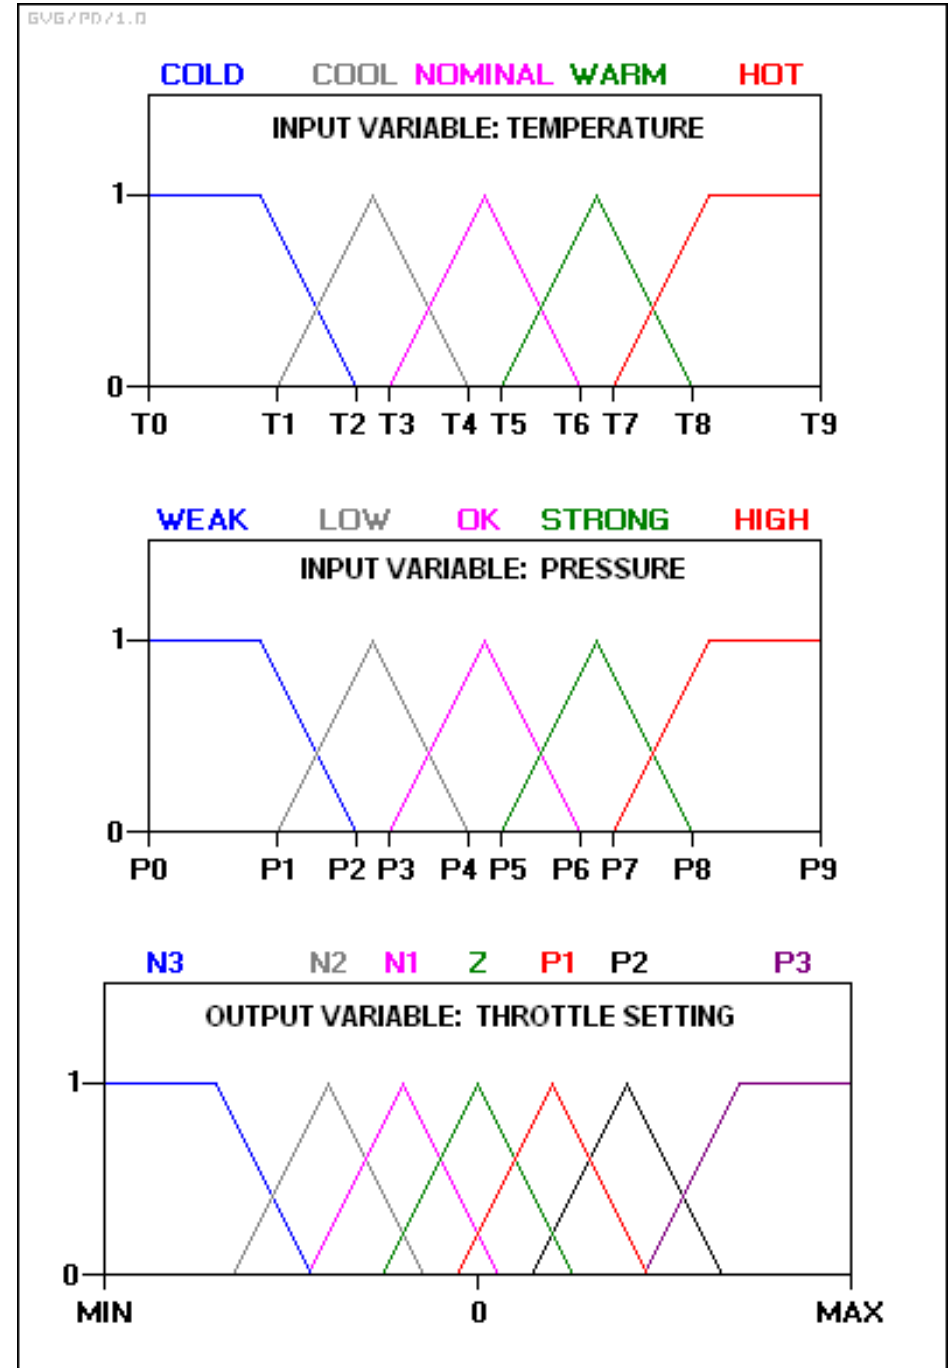 GVG/PD/1.0
COLD COOL NOMINAL WARM HOT
INPUT VARIABLE: TEMPERATURE
1
0
T0 T1 T2 T3 T4 T5 T6 T7 T8 T9
WEAK LOW OK STRONG HIGH
INPUT VARIABLE: PRESSURE
1
0
P0 P1 P2 P3 P4 P5 P6 P7 P8 P9
N3 N2 N1 Z P1 P2 P3
OUTPUT VARIABLE: THROTTLE SETTING
1
0
MIN 0 MAX